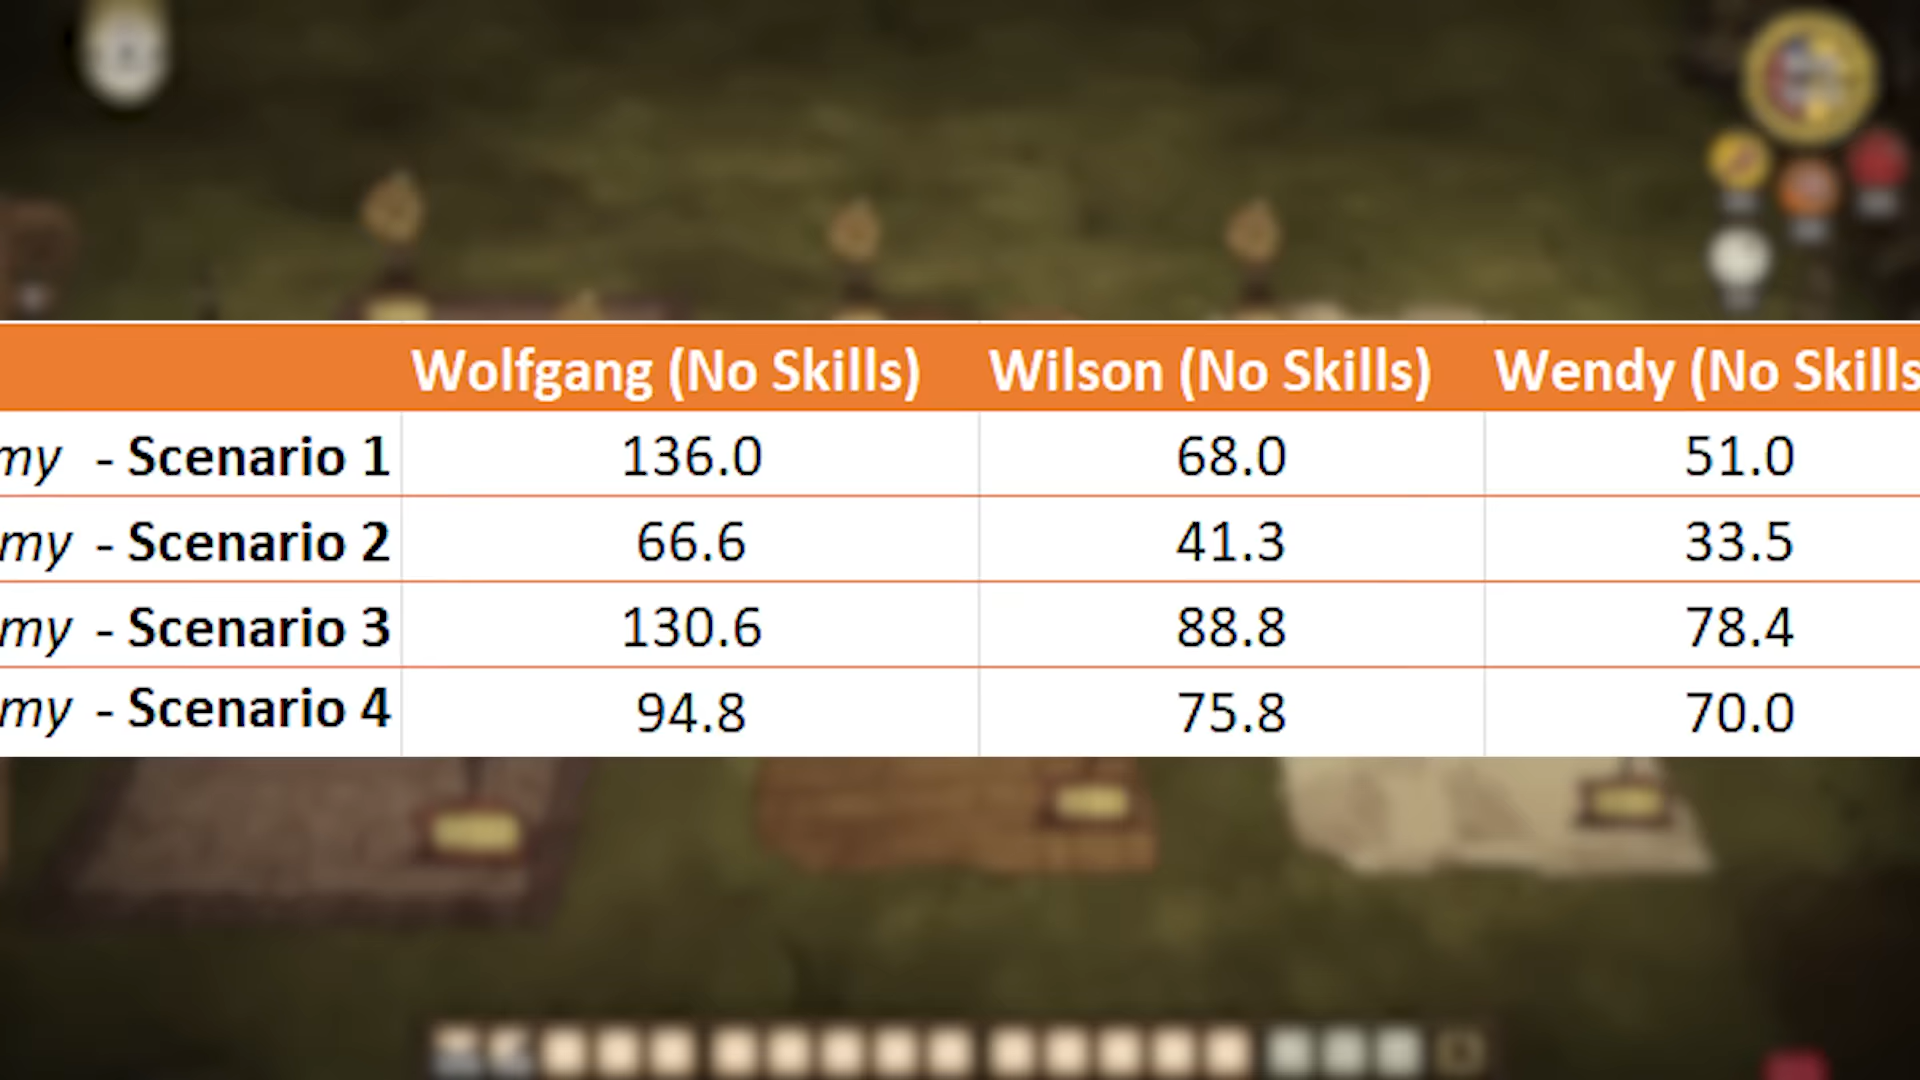 Wolfgang (No Skills) Wilson (No Skills) Wendy (No Skills
my - Scenario 1 136.0 68.0 51.0
my - Scenario 2 66.6 41.3 33.5
my - Scenario 3 130.6 88.8 78.4
my - Scenario 4 94.8 75.8 70.0